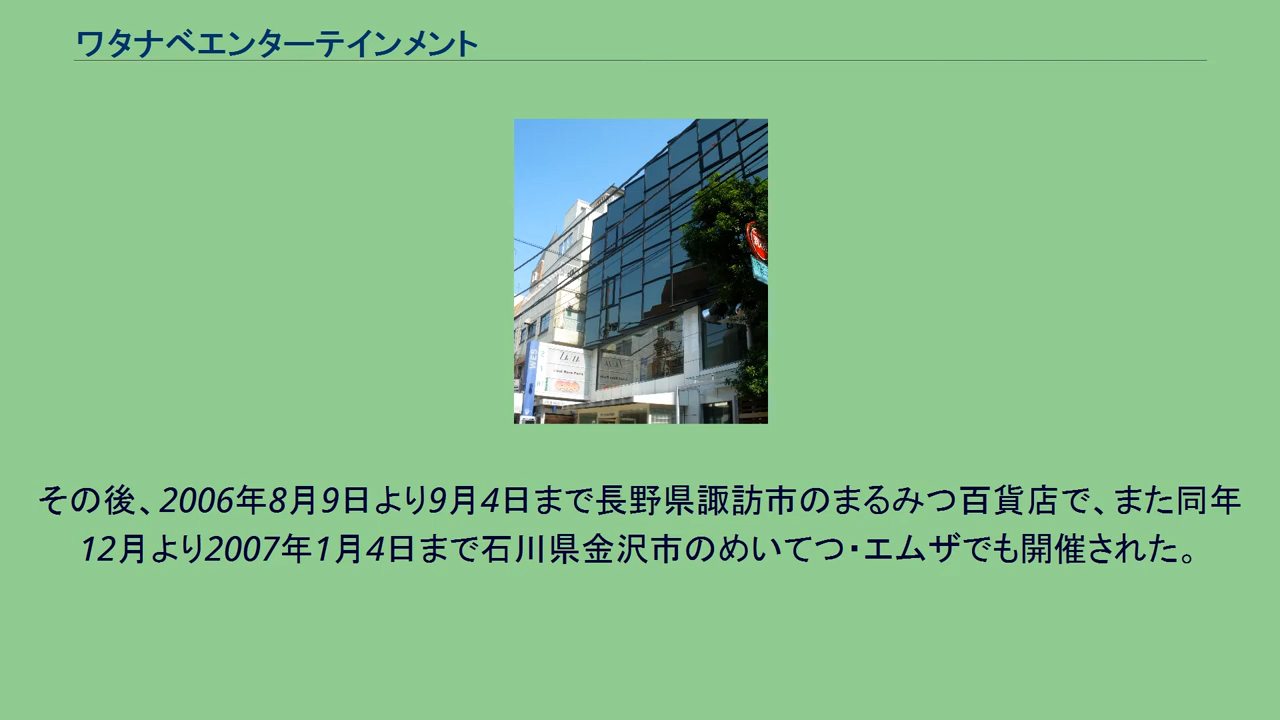 ワタナベエンターテインメント
その後、2006年8月9日より9月4日まで長野県諏訪市のまるみつ百貨店で、また同年
12月より2007年1月4日まで石川県金沢市のめいてつ・エムザでも開催された。